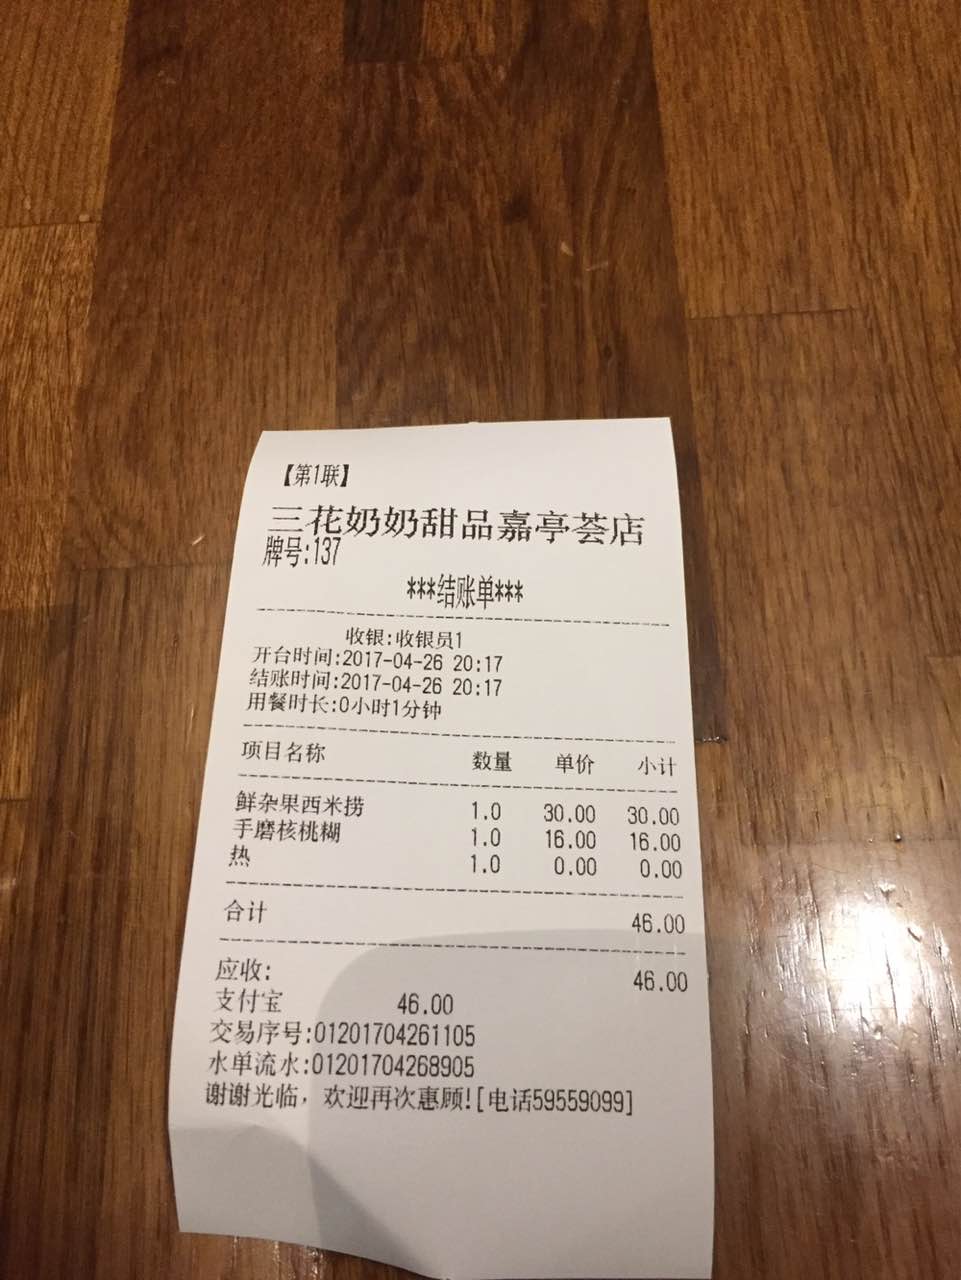 【第1联】
三花奶奶甜品嘉亭荟店
牌号:137
***结账单***
收银:收银员1
开台时间:2017-04-26 20:17
结账时间:2017-04-26 20:17
用餐时长:0小时1分钟
项目名称 数量 单价 小计
鲜杂果西米捞 1.0 30.00 30.00
手磨核桃糊 1.0 16.00 16.00
热 1.0 0.00 0.00
合计 46.00
应收: 46.00
支付宝 46.00
交易序号:01201704261105
水单流水:01201704268905
谢谢光临，欢迎再次惠顾![电话59559099]